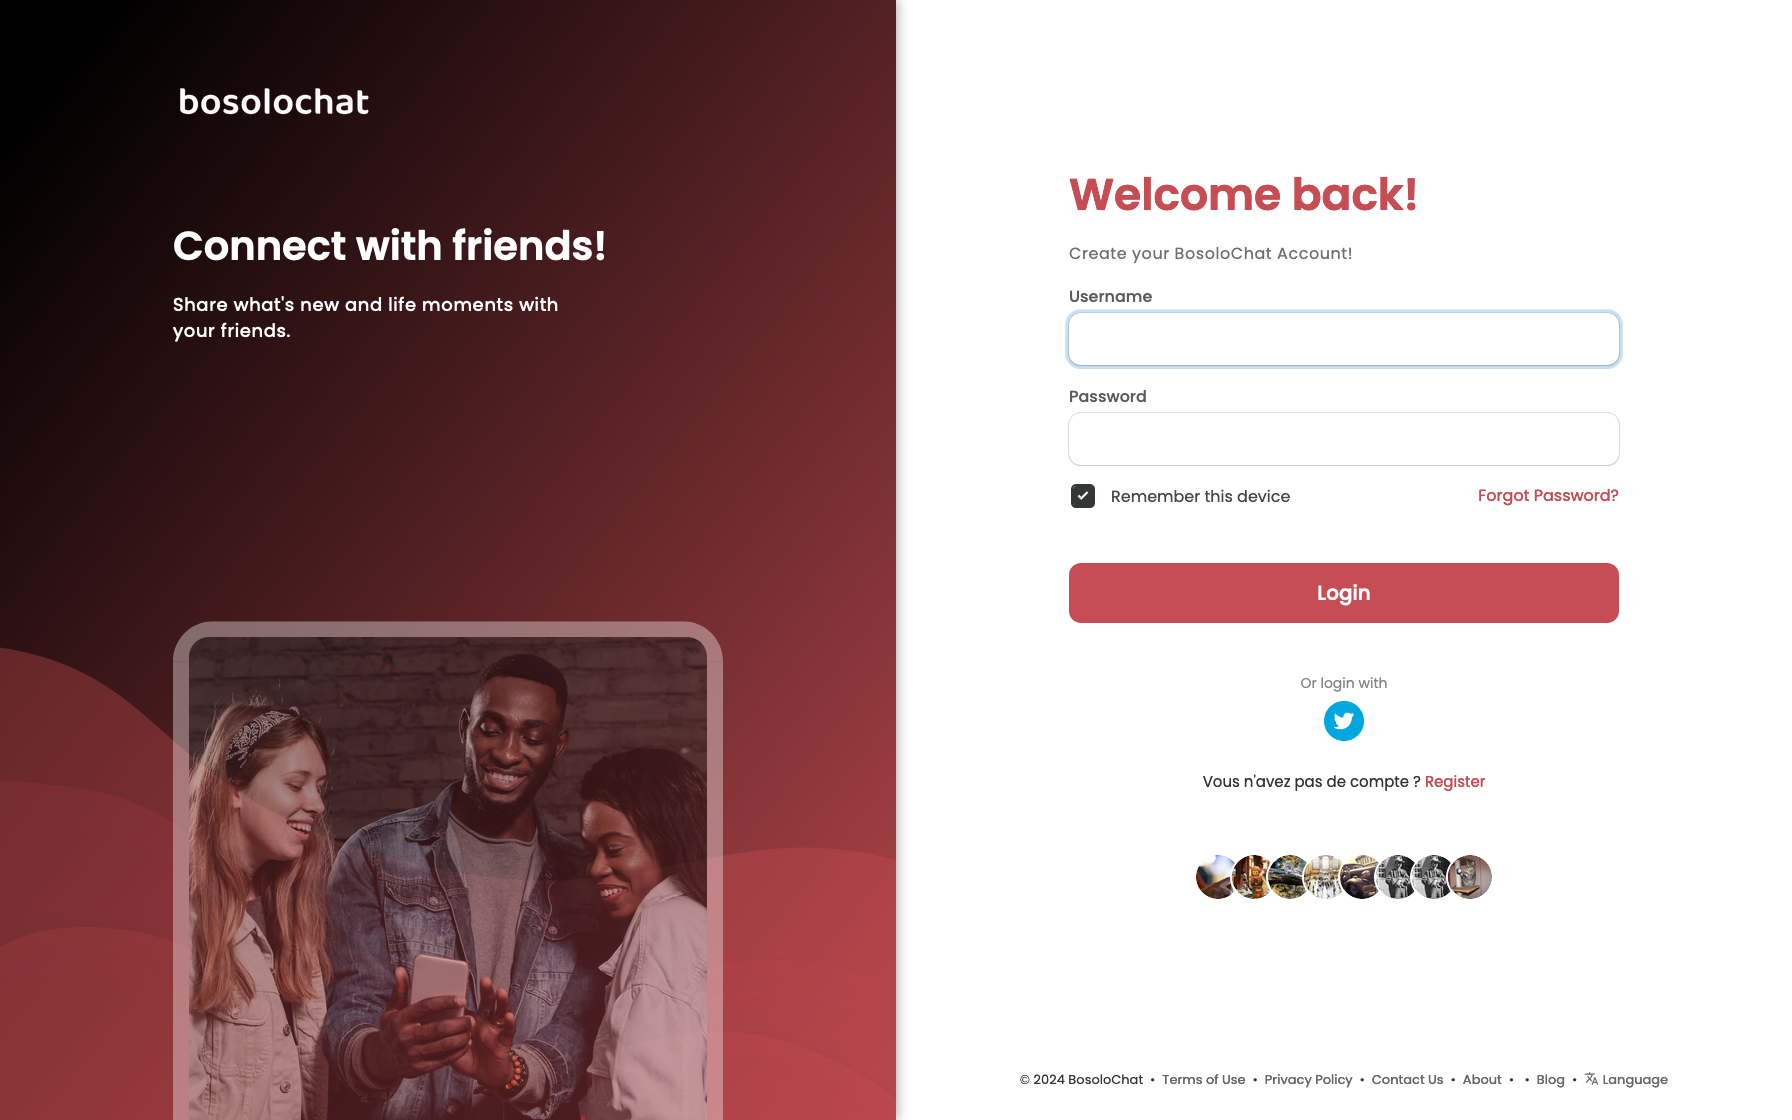 bosolochat
Connect with friends!
Share what's new and life moments with
your friends.
Welcome back!
Create your BosoloChat Account!
Username
Password
Remember this device
Forgot Password?
Login
Or login with
Vous n'avez pas de compte ? Register
© 2024 BosoloChat • Terms of Use • Privacy Policy • Contact Us • About • • Blog • Language